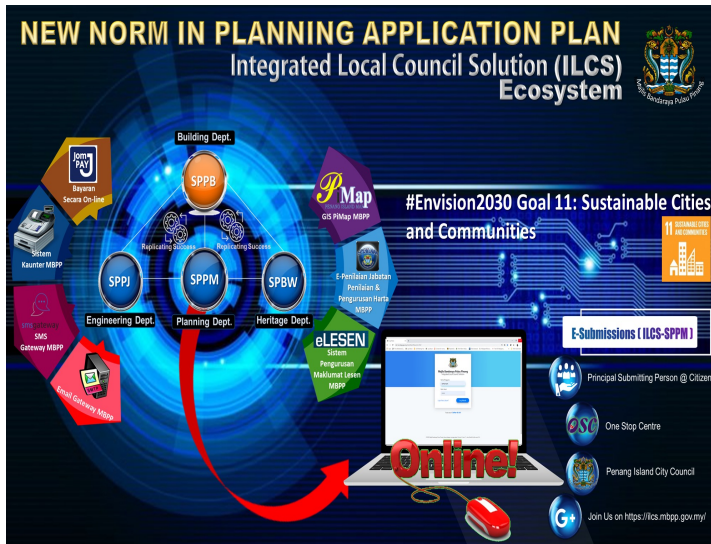 NEW NORM IN PLANNING APPLICATION PLAN
Integrated Local Council Solution (ILCS)
Ecosystem
Majlis Bandaraya Pulau Pinang
Building Dept.
SPPB
Jom
PAY
Bayaran
Secara On-line
Sistem
Kaunter MBPP
SMS
Gateway MBPP
Email Gateway MBPP
Replicating Success
Replicating Success
SPPJ
SPPM
SPBW
Engineering Dept.
Planning Dept.
Heritage Dept.
PMap
GIS PiMap MBPP
E-Penilaian Jabatan
Penilaian &
Pengurusan Harta
MBPP
eLESEN
Sistem
Pengurusan
Maklumat Lesen
MBPP
#Envision2030 Goal 11: Sustainable Cities
and Communities
11 SUSTAINABLE CITIES
AND COMMUNITIES
E-Submissions ( ILCS-SPPM )
Online!
Principal Submitting Person @ Citizen
OSC
One Stop Centre
Penang Island City Council
G+
Join Us on https://ilcs.mbpp.gov.my/